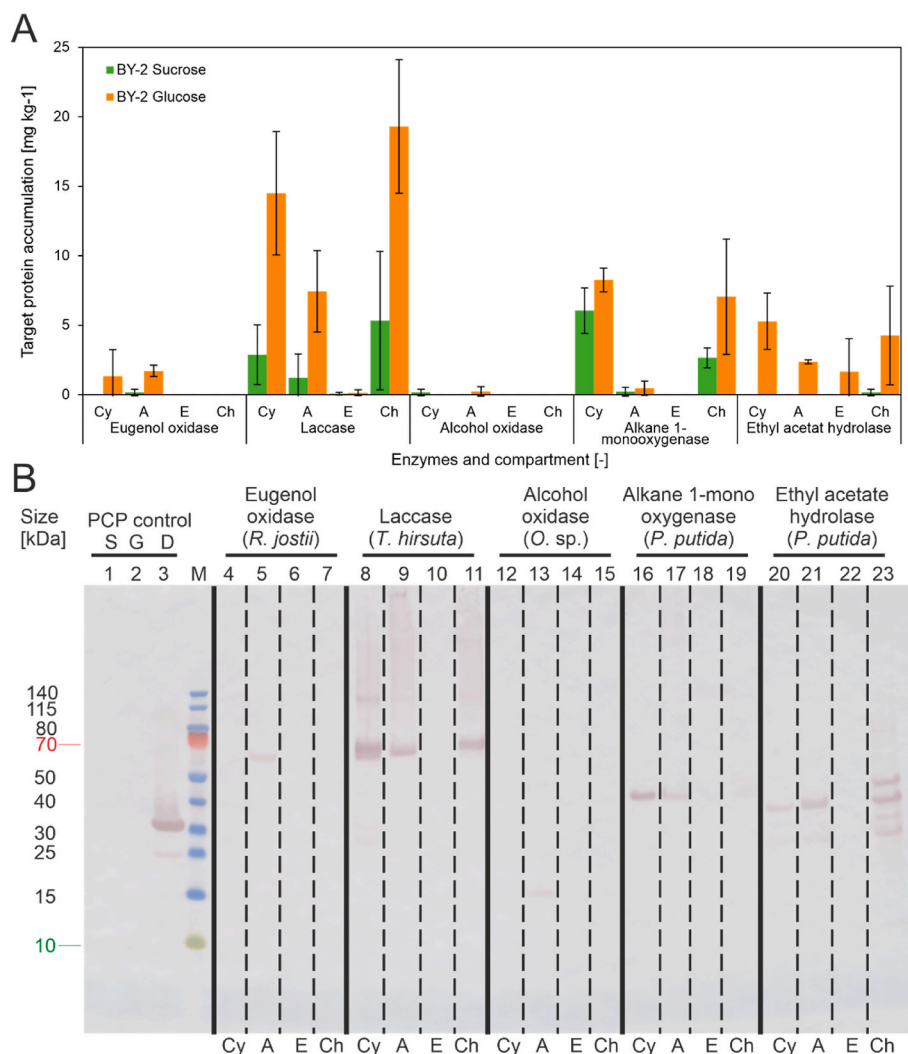 A
25
20
15
10
5
0
Target protein accumulation [mg kg-1]
BY-2 Sucrose
BY-2 Glucose
Cy A E Ch Cy A E Ch Cy A E Ch Cy A E Ch Cy A E Ch
Eugenol oxidase Laccase Alcohol oxidase Alkane 1-
monooxygenase Ethyl acetat hydrolase
Enzymes and compartment [-]
B
Size
[kDa]
PCP control
S G D
Eugenol
oxidase
(R. jostii)
Laccase
(T. hirsuta)
Alcohol
oxidase
(O. sp.)
Alkane 1-mono
oxygenase
(P. putida)
Ethyl acetate
hydrolase
(P. putida)
1 2 3 M 4 5 6 7 8 9 10 11 12 13 14 15 16 17 18 19 20 21 22 23
140
115
80
70
50
40
30
25
15
10
Cy A E Ch Cy A E Ch Cy A E Ch Cy A E Ch Cy A E Ch